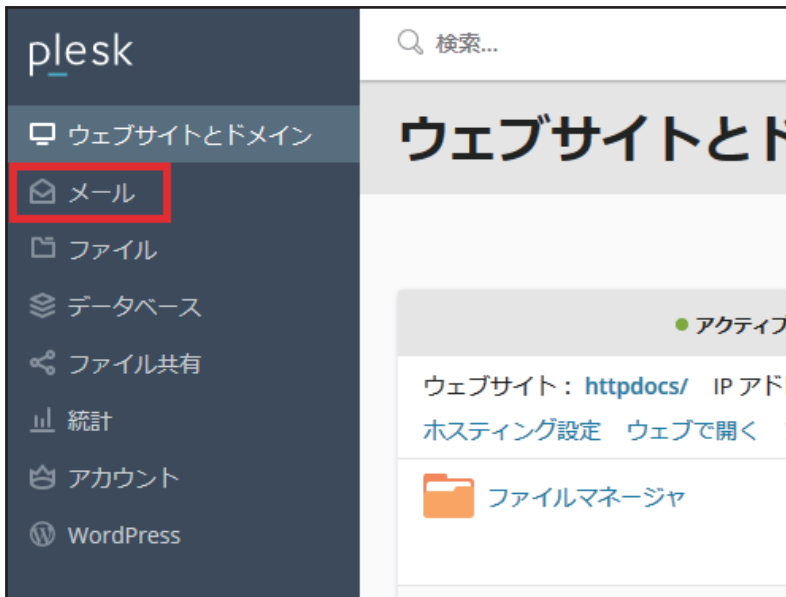 plesk
検索...
ウェブサイトとドメイン
メール
ファイル
データベース
ファイル共有
統計
アカウント
WordPress
ウェブサイトとド
アクティブ
ウェブサイト： httpdocs/ IP アド
ホスティング設定 ウェブで開く
ファイルマネージャ